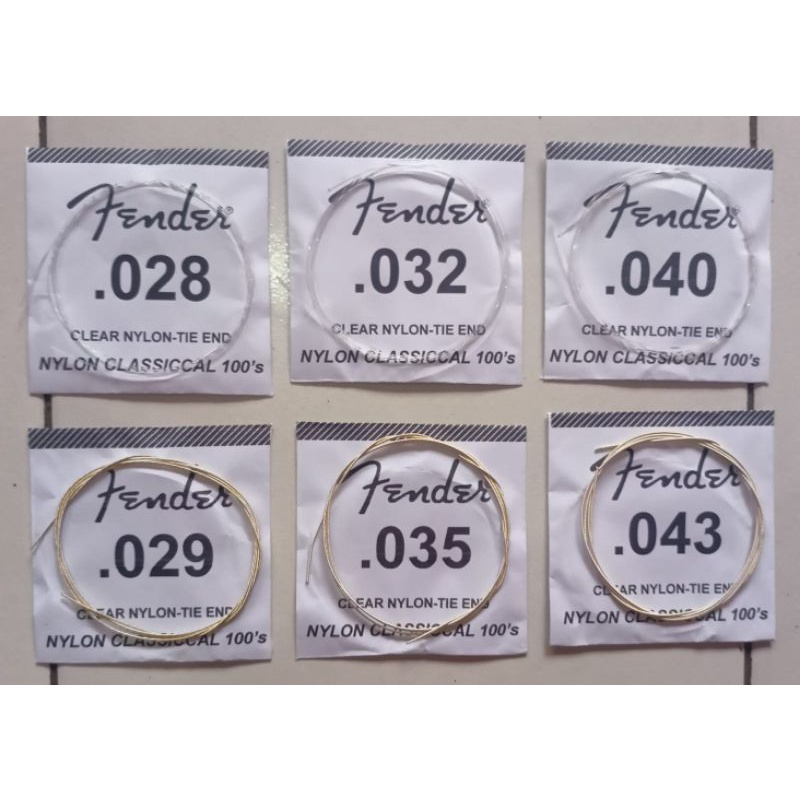 Fender®
.028
CLEAR NYLON-TIE END
NYLON CLASSICCAL 100's
Fender
.032
CLEAR NYLON-TIE END
NYLON CLASSICCAL 100's
Fender®
.040
CLEAR NYLON-TIE END
NYLON CLASSICCAL 100's
Fender
.029
CLEAR NYLON-TIE END
NYLON CLASSICCAL 100's
Fender
.035
CLEAR NYLON-TIE END
NYLON CLASSICCAL 100's
Fender
.043
CLEAR NYLON-TIE END
NYLON CLASSICCAL 100's